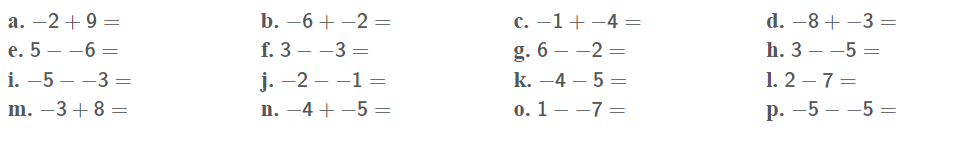 a. −2 + 9 = b. −6 + −2 = c. −1 + −4 = d. −8 + −3 =
e. 5 − −6 = f. 3 − −3 = g. 6 − −2 = h. 3 − −5 =
i. −5 − −3 = j. −2 − −1 = k. −4 − 5 = l. 2 − 7 =
m. −3 + 8 = n. −4 + −5 = o. 1 − −7 = p. −5 − −5 =